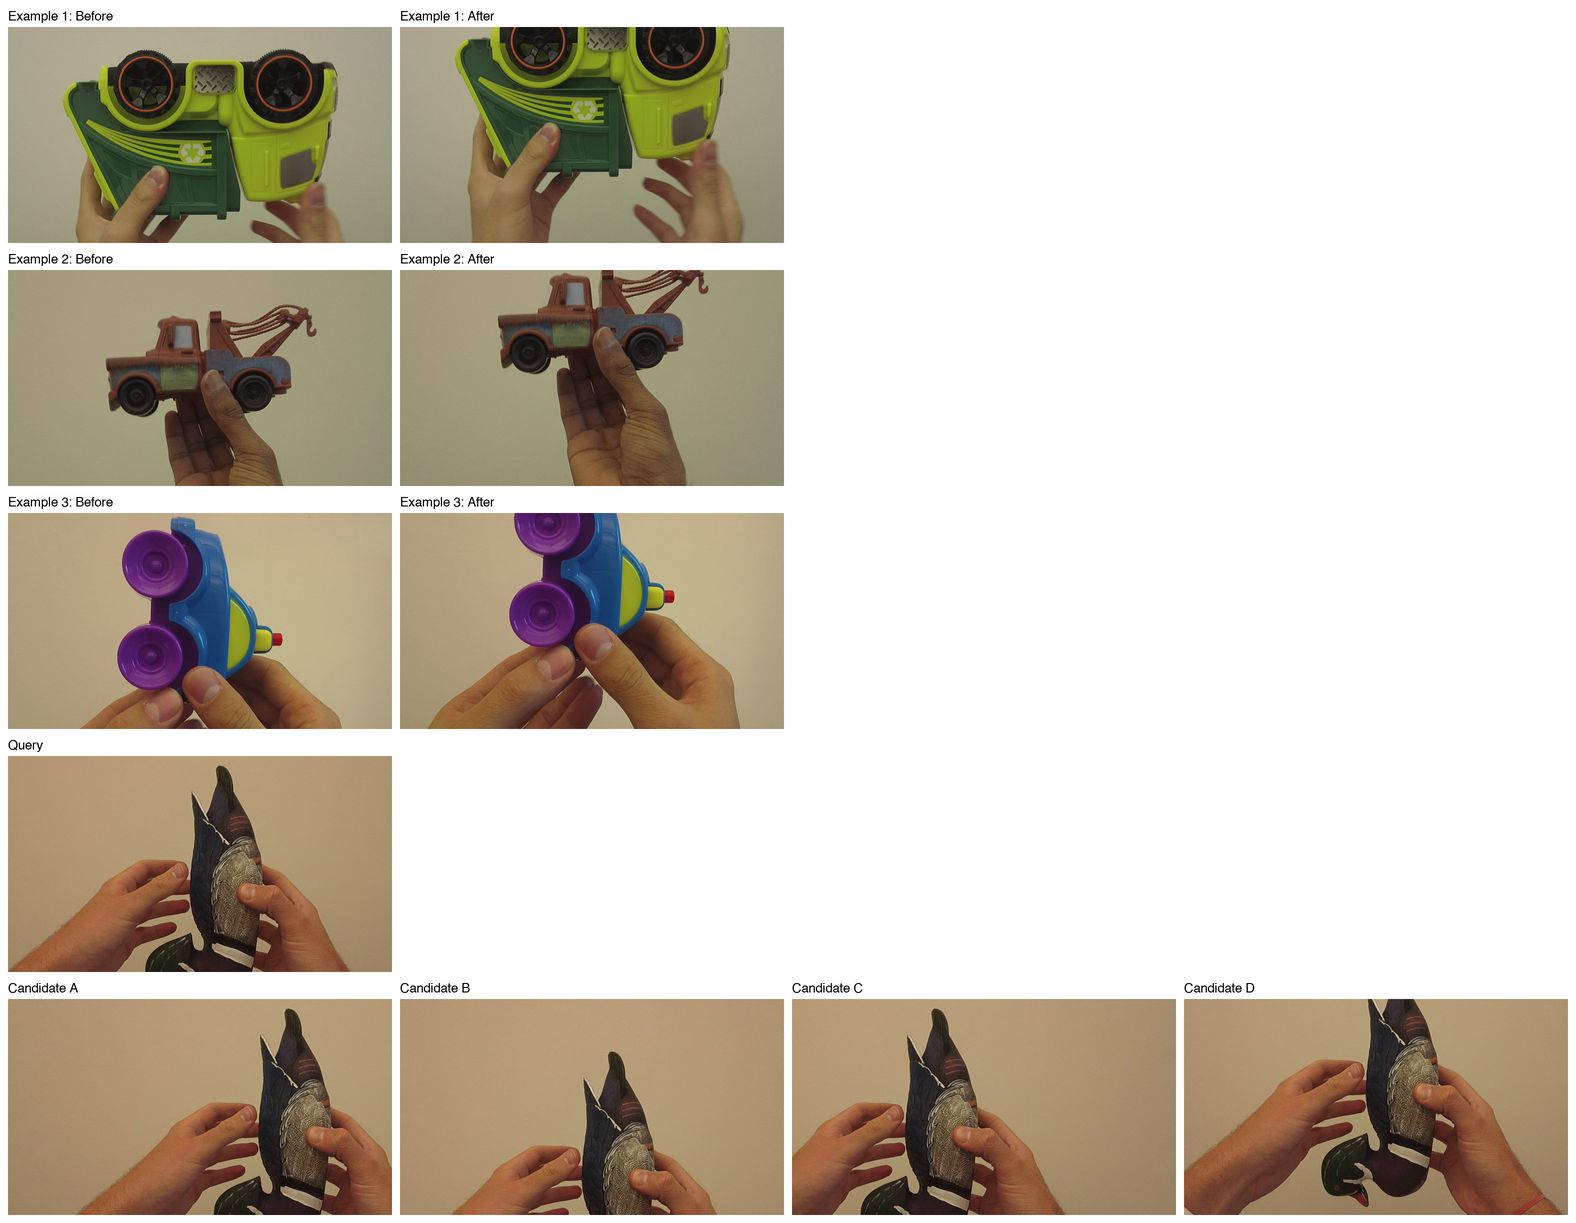 Example 1: Before
Example 1: After
Example 2: Before
Example 2: After
Example 3: Before
Example 3: After
Query
Candidate A
Candidate B
Candidate C
Candidate D